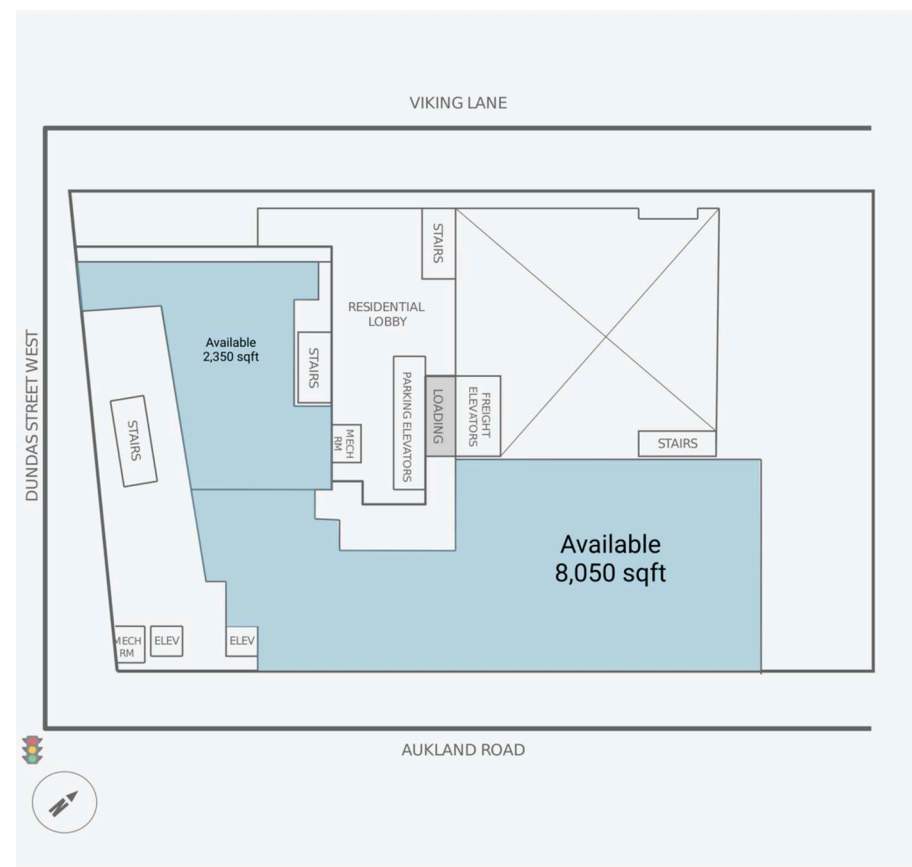 VIKING LANE
STAIRS
RESIDENTIAL
LOBBY
Available
2,350 sqft
DUNDAS STREET WEST
STAIRS
PARKING ELEVATORS
LOADING
FREIGHT
ELEVATORS
STAIRS
MECH
RM
STAIRS
Available
8,050 sqft
MECH
RM
ELEV
ELEV
AUKLAND ROAD
N